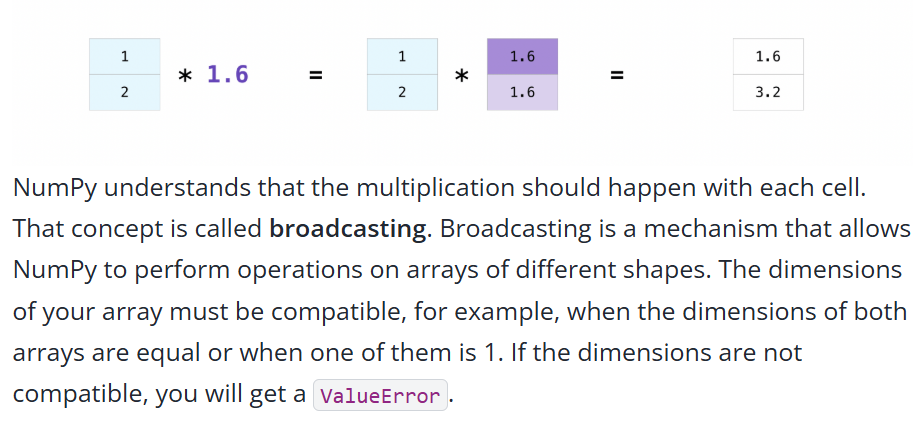 1 * 1.6 = 1 * 1.6 = 1.6
2 2 1.6 3.2
NumPy understands that the multiplication should happen with each cell.
That concept is called broadcasting. Broadcasting is a mechanism that allows
NumPy to perform operations on arrays of different shapes. The dimensions
of your array must be compatible, for example, when the dimensions of both
arrays are equal or when one of them is 1. If the dimensions are not
compatible, you will get a ValueError.